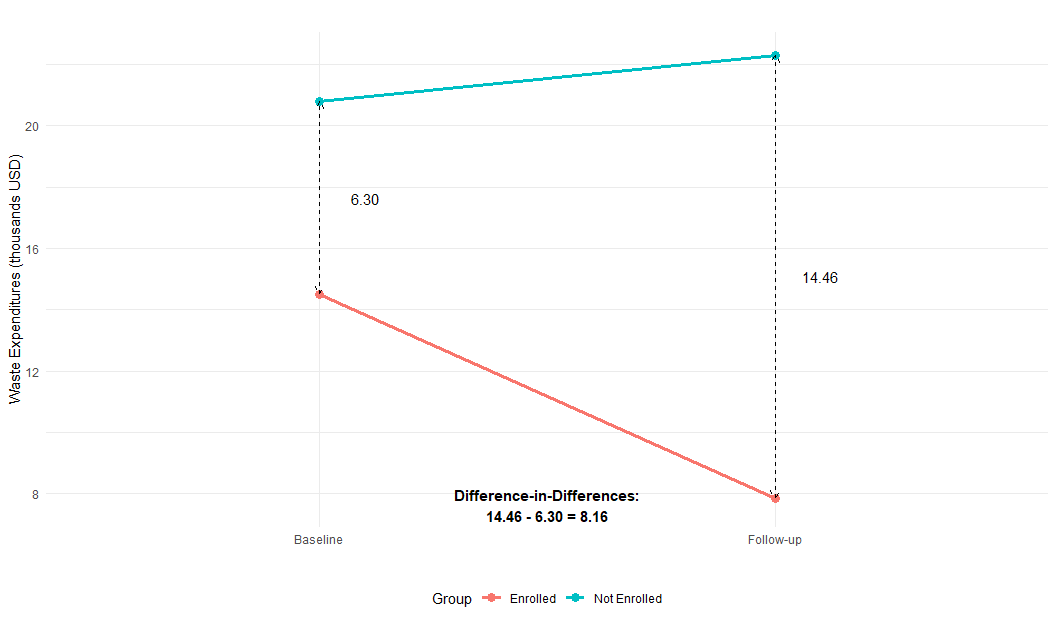 Waste Expenditures (thousands USD)
20
16
12
8
6.30
14.46
Difference-in-Differences:
14.46 - 6.30 = 8.16
Baseline
Follow-up
Group
Enrolled
Not Enrolled